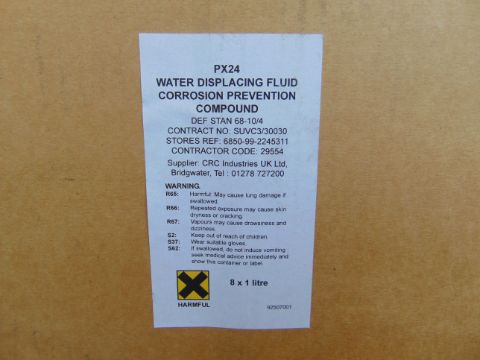 PX24
WATER DISPLACING FLUID
CORROSION PREVENTION
COMPOUND
DEF STAN 68-10/4
CONTRACT NO: SUVC3/30030
STORES REF: 6850-99-2245311
CONTRACTOR CODE: 29554
Supplier: CRC Industries UK Ltd,
Bridgwater, Tel : 01278 727200
WARNING.
R65: Harmful: May cause lung damage if
swallowed.
R66: Repeated exposure may cause skin
dryness or cracking.
R67: Vapours may cause drowsiness and
dizziness.
S2: Keep out of reach of children.
S37: Wear suitable gloves.
S62: If swallowed, do not induce vomiting
seek medical advice immediately and
show this container or label.
HARMFUL
8 x 1 litre
92507001